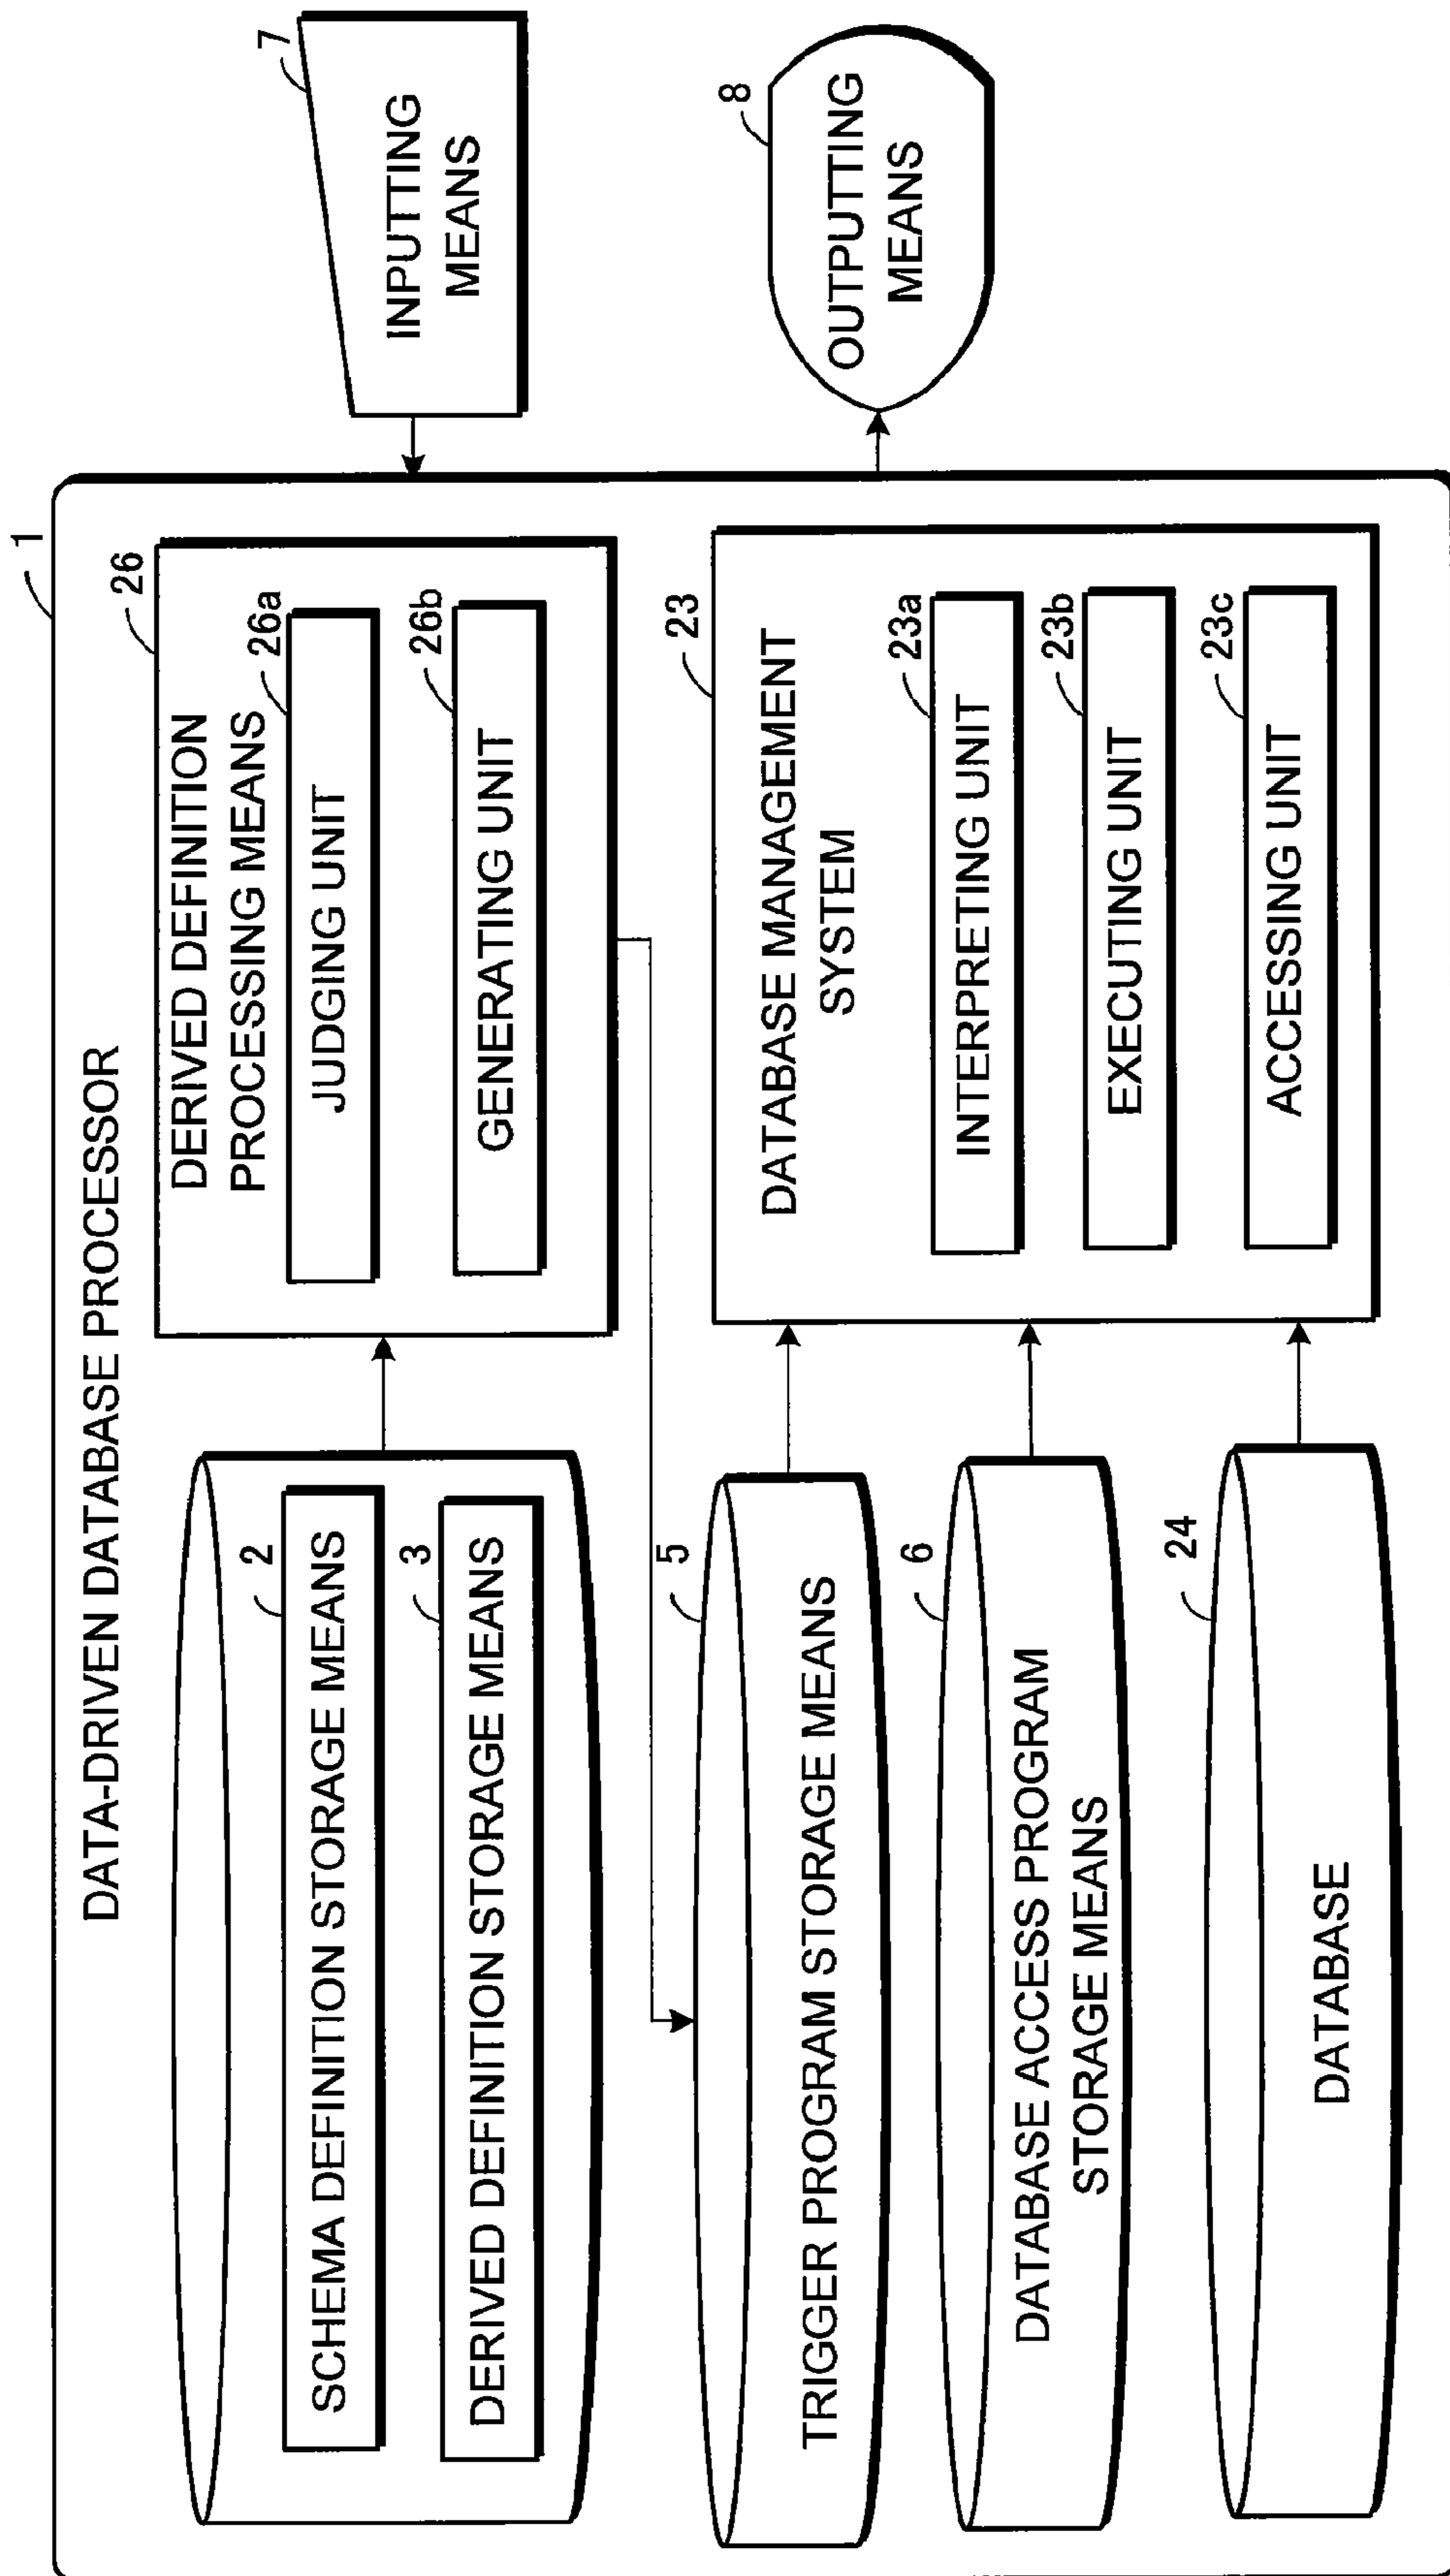 1
DATA-DRIVEN DATABASE PROCESSOR
2
SCHEMA DEFINITION STORAGE MEANS
3
DERIVED DEFINITION STORAGE MEANS
26
DERIVED DEFINITION
PROCESSING MEANS
26a
JUDGING UNIT
26b
GENERATING UNIT
7
INPUTTING
MEANS
5
TRIGGER PROGRAM STORAGE MEANS
6
DATABASE ACCESS PROGRAM
STORAGE MEANS
24
DATABASE
23
DATABASE MANAGEMENT
SYSTEM
23a
INTERPRETING UNIT
23b
EXECUTING UNIT
23c
ACCESSING UNIT
8
OUTPUTTING
MEANS